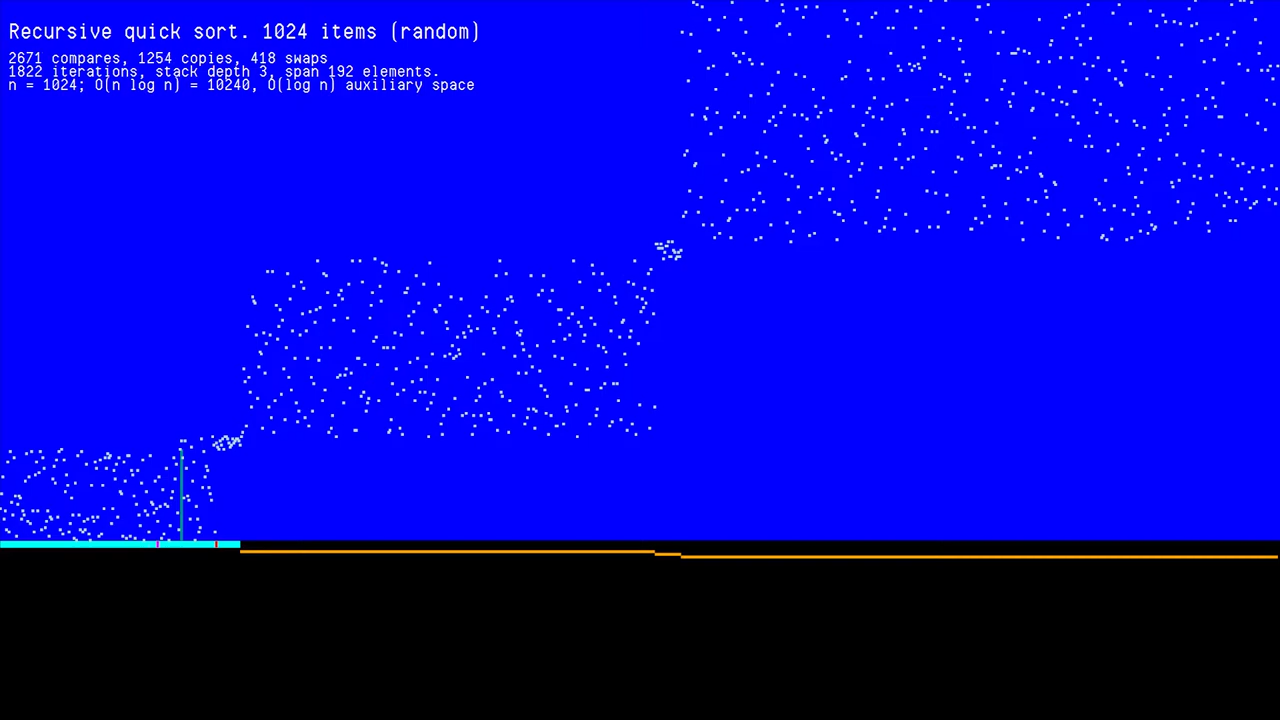 Recursive quick sort. 1024 items (random)
2671 compares, 1254 copies, 418 swaps
1822 iterations, stack depth 3, span 192 elements.
n = 1024; O(n log n) = 10240, O(log n) auxiliary space